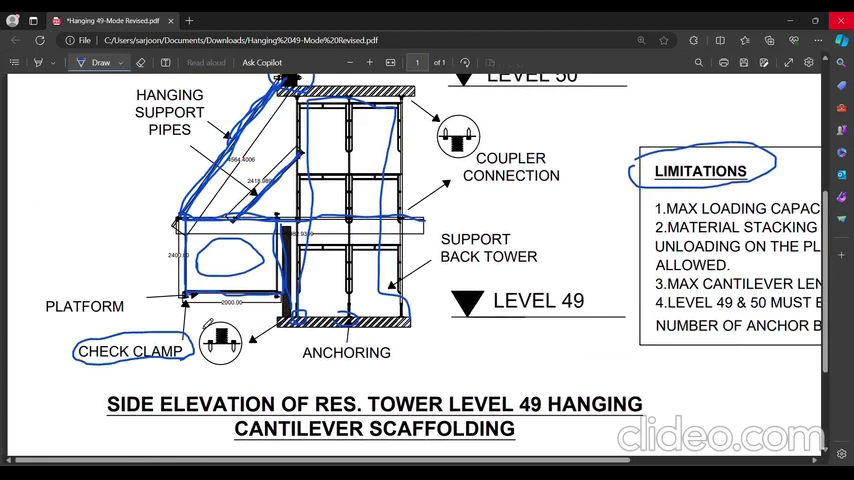 *Hanging 49-Mode Revised.pdf
File
C:/Users/sarjoon/Documents/Downloads/Hanging%2049-Mode%20Revised.pdf
Draw
Read aloud
Ask Copilot
1 of 1
LEVEL 50
HANGING
SUPPORT
PIPES
4564.4006
COUPLER
CONNECTION
LIMITATIONS
1.MAX LOADING CAPAC
2.MATERIAL STACKING
UNLOADING ON THE PL
ALLOWED.
3.MAX CANTILEVER LEN
4.LEVEL 49 & 50 MUST B
NUMBER OF ANCHOR B
SUPPORT
BACK TOWER
2000.00
PLATFORM
LEVEL 49
CHECK CLAMP
ANCHORING
SIDE ELEVATION OF RES. TOWER LEVEL 49 HANGING
CANTILEVER SCAFFOLDING
clideo.com